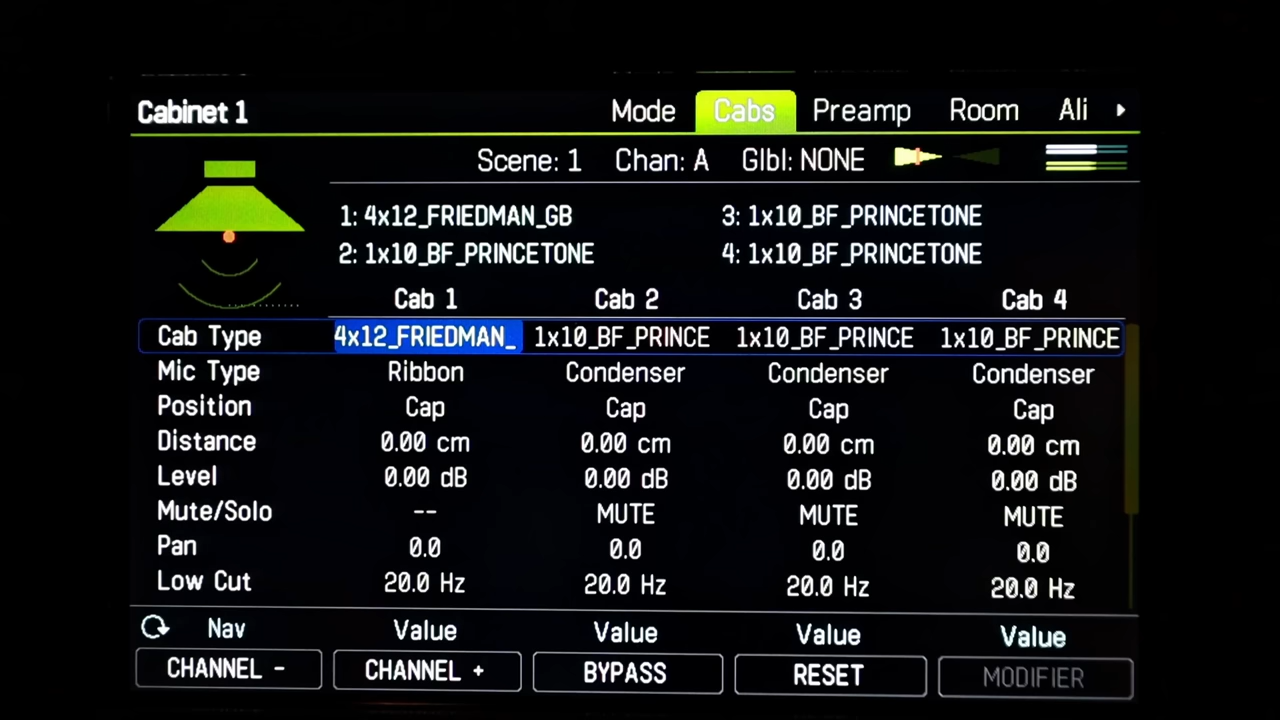 Cabinet 1 Mode Cabs Preamp Room Ali
Scene: 1 Chan: A Glbl: NONE
1: 4x12_FRIEDMAN_GB 3: 1x10_BF_PRINCETONE
2: 1x10_BF_PRINCETONE 4: 1x10_BF_PRINCETONE
Cab 1 Cab 2 Cab 3 Cab 4
Cab Type 4x12_FRIEDMAN_ 1x10_BF_PRINCE 1x10_BF_PRINCE 1x10_BF_PRINCE
Mic Type Ribbon Condenser Condenser Condenser
Position Cap Cap Cap Cap
Distance 0.00 cm 0.00 cm 0.00 cm 0.00 cm
Level 0.00 dB 0.00 dB 0.00 dB 0.00 dB
Mute/Solo -- MUTE MUTE MUTE
Pan 0.0 0.0 0.0 0.0
Low Cut 20.0 Hz 20.0 Hz 20.0 Hz 20.0 Hz
Nav Value Value Value Value
CHANNEL - CHANNEL + BYPASS RESET MODIFIER